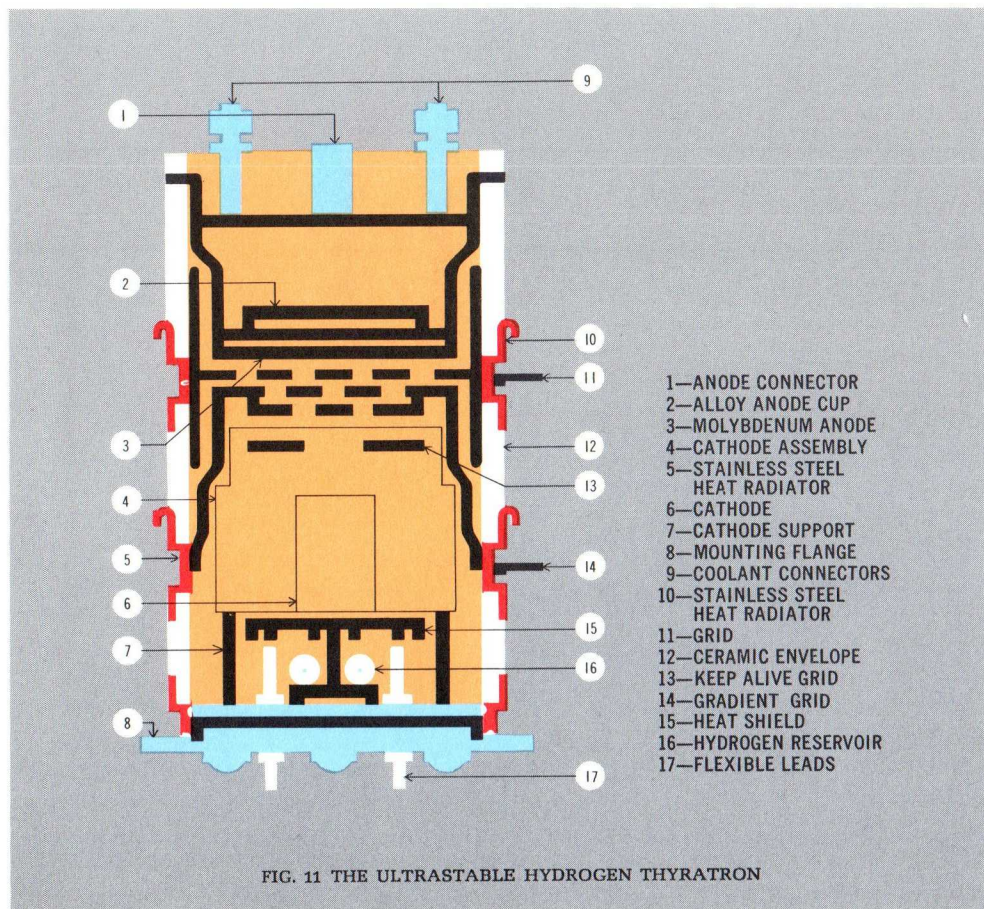 1
9
2
10
11
3
12
4
13
5
14
6
15
7
16
8
17
1—ANODE CONNECTOR
2—ALLOY ANODE CUP
3—MOLYBDENUM ANODE
4—CATHODE ASSEMBLY
5—STAINLESS STEEL
HEAT RADIATOR
6—CATHODE
7—CATHODE SUPPORT
8—MOUNTING FLANGE
9—COOLANT CONNECTORS
10—STAINLESS STEEL
HEAT RADIATOR
11—GRID
12—CERAMIC ENVELOPE
13—KEEP ALIVE GRID
14—GRADIENT GRID
15—HEAT SHIELD
16—HYDROGEN RESERVOIR
17—FLEXIBLE LEADS
FIG. 11 THE ULTRASTABLE HYDROGEN THYRATRON